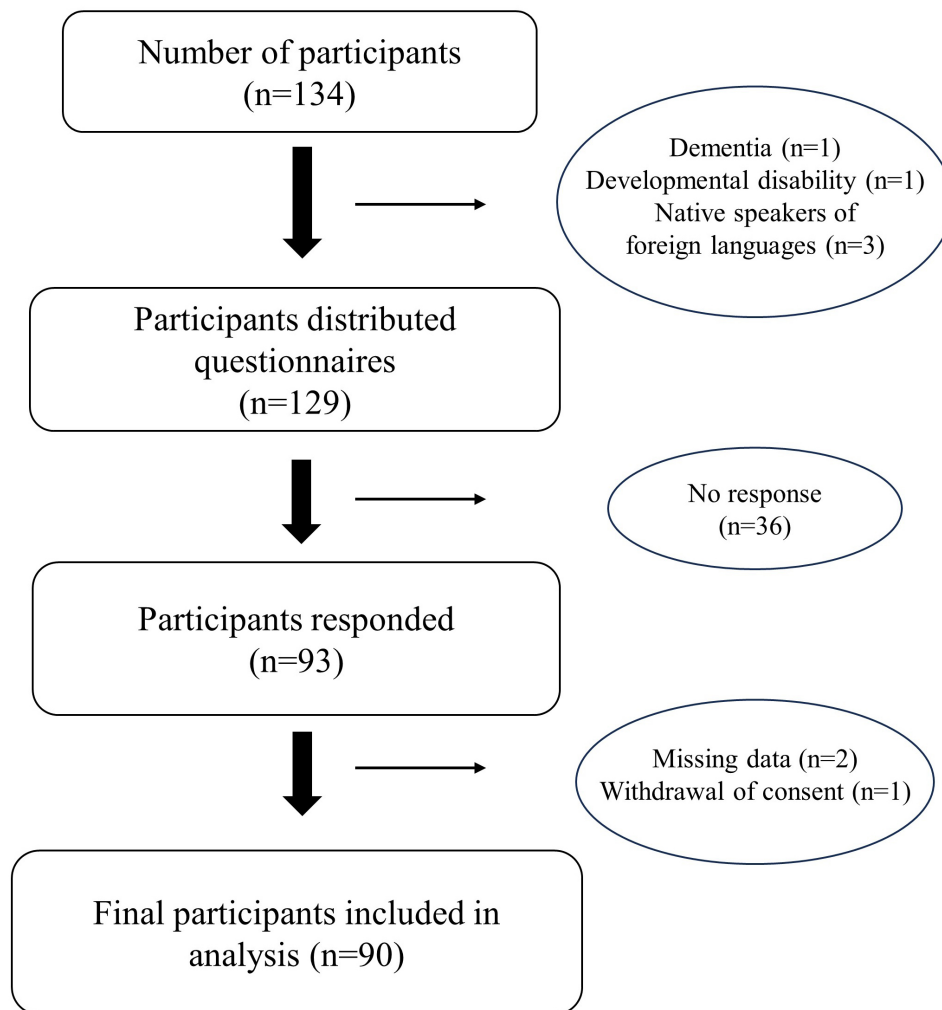 Number of participants
(n=134)
Dementia (n=1)
Developmental disability (n=1)
Native speakers of
foreign languages (n=3)
Participants distributed
questionnaires
(n=129)
No response
(n=36)
Participants responded
(n=93)
Missing data (n=2)
Withdrawal of consent (n=1)
Final participants included in
analysis (n=90)